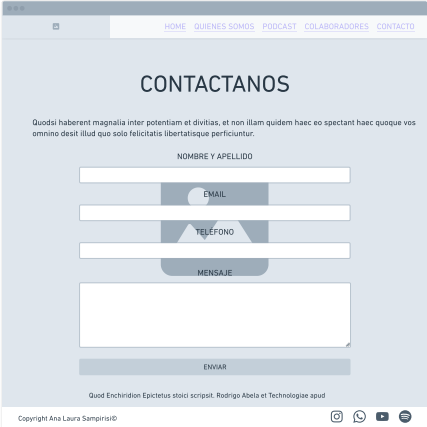 HOME QUIENES SOMOS PODCAST COLABORADORES CONTACTO
CONTACTANOS
Quodsi haberent magnalia inter potentiam et divitias, et non illam quidem haec eo spectant haec quoque vos
omnino desit illud quo solo felicitatis libertatisque perficiuntur.
NOMBRE Y APELLIDO
EMAIL
TELEFONO
MENSAJE
ENVIAR
Quod Enchiridion Epictetus stoici scripsit. Rodrigo Abela et Technologiae apud
Copyright Ana Laura Sampirisi©